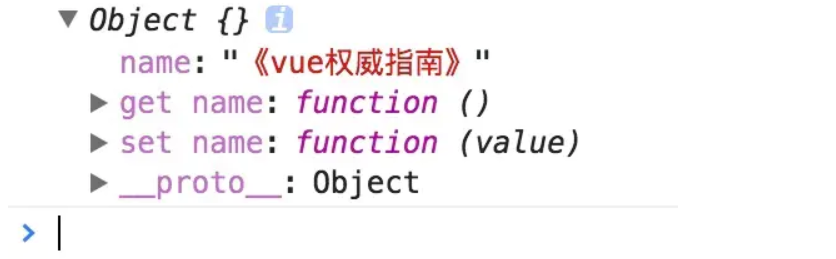 ▼ Object {} i
name: "《vue权威指南》"
▶ get name: function ()
▶ set name: function (value)
▶ __proto__: Object
>